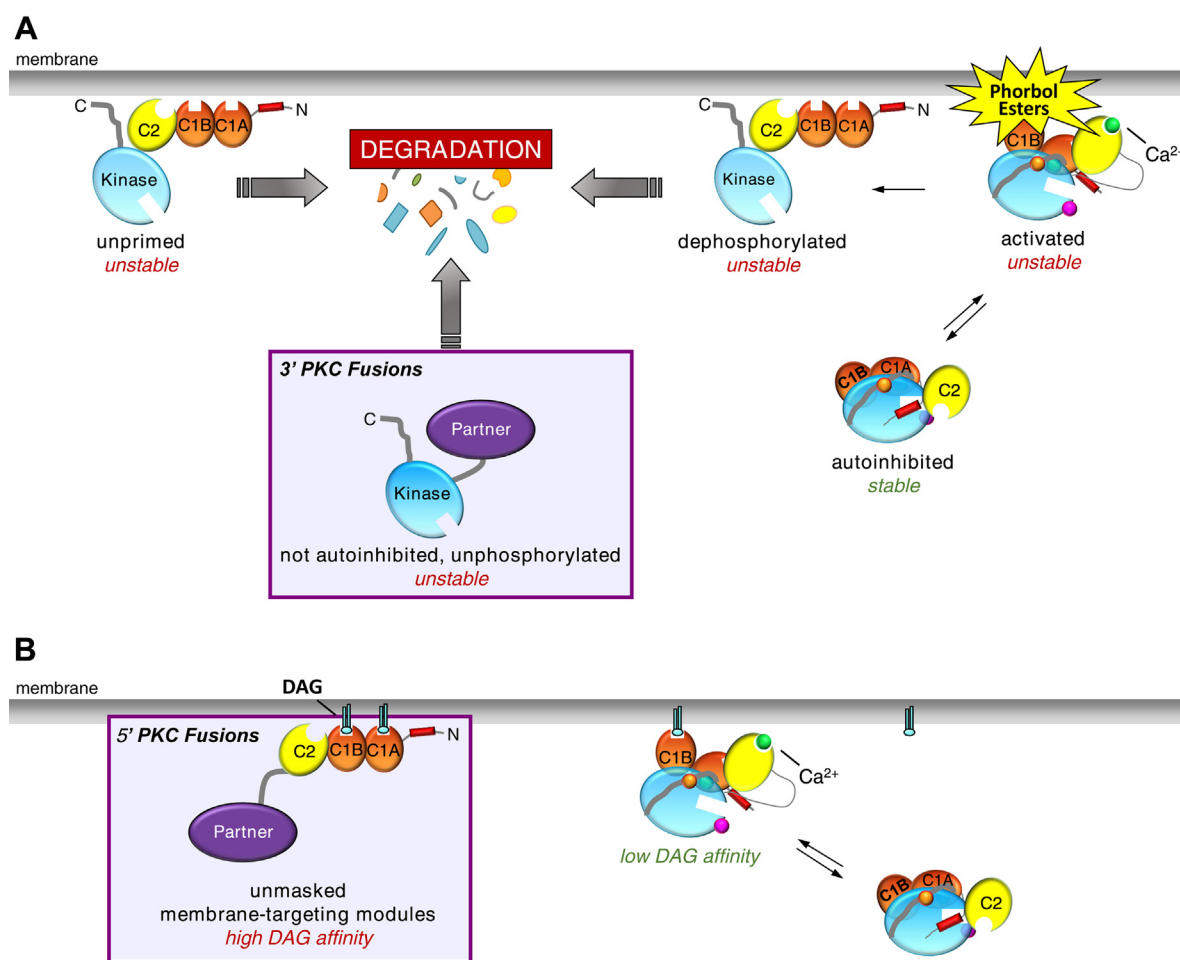 A
membrane
C
C2
C1B
C1A
N
Kinase
unprimed
unstable
DEGRADATION
C
C2
C1B
C1A
N
Kinase
dephosphorylated
unstable
Phorbol
Esters
C1B
activated
unstable
3' PKC Fusions
C
Partner
Kinase
not autoinhibited, unphosphorylated
unstable
C1B
C1A
C2
autoinhibited
stable
B
membrane
DAG
5' PKC Fusions
C2
C1B
C1A
N
Partner
unmasked
membrane-targeting modules
high DAG affinity
C1B
Ca2+
low DAG affinity
C1B
C1A
C2